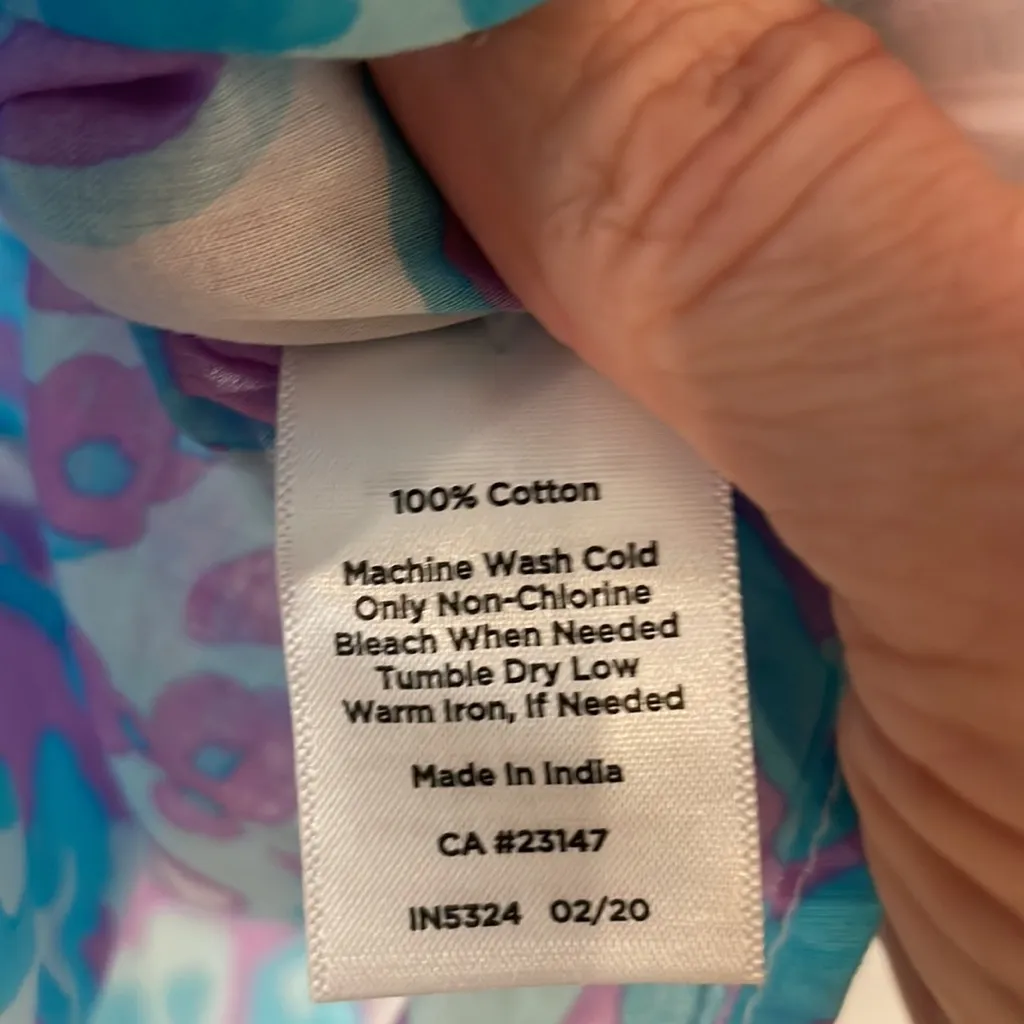 100% Cotton
Machine Wash Cold
Only Non-Chlorine
Bleach When Needed
Tumble Dry Low
Warm Iron, If Needed
Made In India
CA #23147
IN5324 02/20